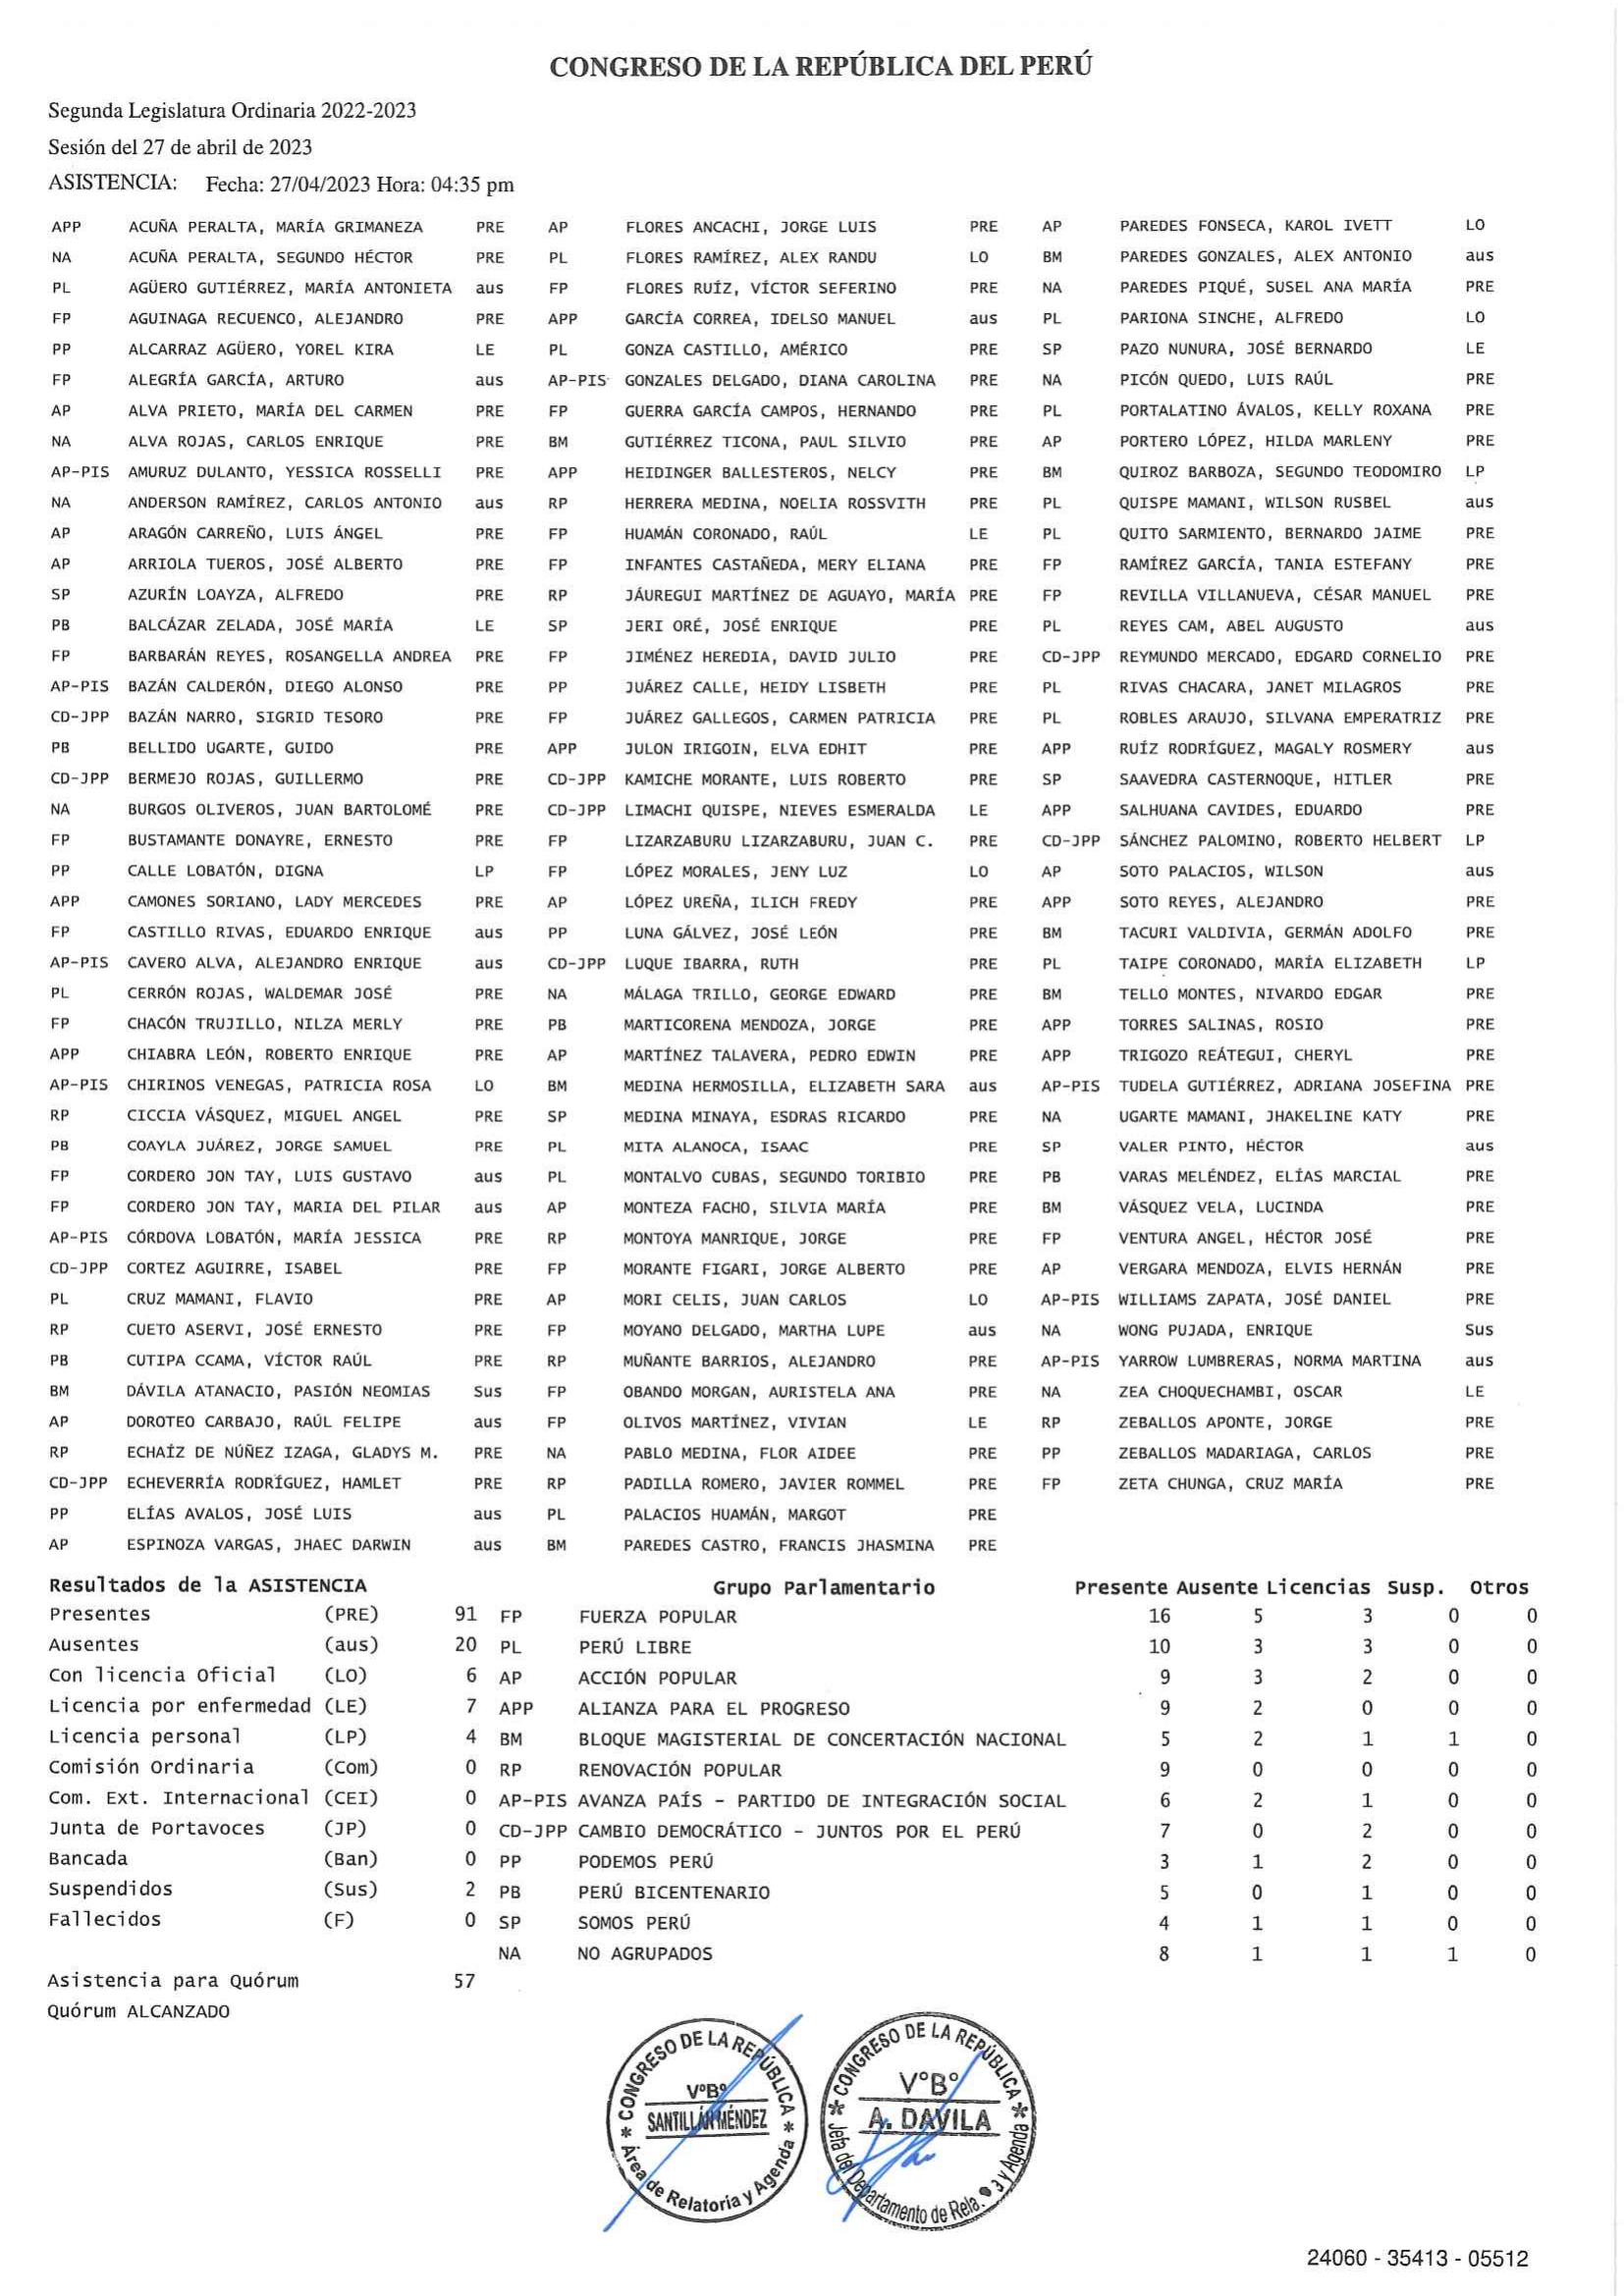 CONGRESO DE LA REPÚBLICA DEL PERÚ
Segunda Legislatura Ordinaria 2022-2023
Sesión del 27 de abril de 2023
ASISTENCIA: Fecha: 27/04/2023 Hora: 04:35 pm
APP ACUÑA PERALTA, MARÍA GRIMANEZA PRE AP FLORES ANCACHI, JORGE LUIS PRE AP PAREDES FONSECA, KAROL IVETT LO
NA ACUÑA PERALTA, SEGUNDO HÉCTOR PRE PL FLORES RAMÍREZ, ALEX RANDU LO BM PAREDES GONZALES, ALEX ANTONIO aus
PL AGÜERO GUTIÉRREZ, MARÍA ANTONIETA aus FP FLORES RUÍZ, VÍCTOR SEFERINO PRE NA PAREDES PIQUÉ, SUSEL ANA MARÍA PRE
FP AGUINAGA RECUENCO, ALEJANDRO PRE APP GARCÍA CORREA, IDELSO MANUEL aus PL PARIONA SINCHE, ALFREDO LO
PP ALCARRAZ AGÜERO, YOREL KIRA LE PL GONZA CASTILLO, AMÉRICO PRE SP PAZO NUNURA, JOSÉ BERNARDO LE
FP ALEGRÍA GARCÍA, ARTURO aus AP-PIS GONZALES DELGADO, DIANA CAROLINA PRE NA PICÓN QUEDO, LUIS RAÚL PRE
AP ALVA PRIETO, MARÍA DEL CARMEN PRE FP GUERRA GARCÍA CAMPOS, HERNANDO PRE PL PORTALATINO ÁVALOS, KELLY ROXANA PRE
NA ALVA ROJAS, CARLOS ENRIQUE PRE BM GUTIÉRREZ TICONA, PAUL SILVIO PRE AP PORTERO LÓPEZ, HILDA MARLENY PRE
AP-PIS AMURUZ DULANTO, YESSICA ROSSELLI PRE APP HEIDINGER BALLESTEROS, NELCY PRE BM QUIROZ BARBOZA, SEGUNDO TEODOMIRO LP
NA ANDERSON RAMÍREZ, CARLOS ANTONIO aus RP HERRERA MEDINA, NOELIA ROSSVITH PRE PL QUISPE MAMANI, WILSON RUSBEL aus
AP ARAGÓN CARREÑO, LUIS ÁNGEL PRE FP HUAMÁN CORONADO, RAÚL LE PL QUITO SARMIENTO, BERNARDO JAIME PRE
AP ARRIOLA TUEROS, JOSÉ ALBERTO PRE FP INFANTES CASTAÑEDA, MERY ELIANA PRE FP RAMÍREZ GARCÍA, TANIA ESTEFANY PRE
SP AZURÍN LOAYZA, ALFREDO PRE RP JÁUREGUI MARTÍNEZ DE AGUAYO, MARÍA PRE FP REVILLA VILLANUEVA, CÉSAR MANUEL PRE
PB BALCÁZAR ZELADA, JOSÉ MARÍA LE SP JERI ORÉ, JOSÉ ENRIQUE PRE PL REYES CAM, ABEL AUGUSTO aus
FP BARBARÁN REYES, ROSANGELLA ANDREA PRE FP JIMÉNEZ HEREDIA, DAVID JULIO PRE CD-JPP REYMUNDO MERCADO, EDGARD CORNELIO PRE
AP-PIS BAZÁN CALDERÓN, DIEGO ALONSO PRE PP JUÁREZ CALLE, HEIDY LISBETH PRE PL RIVAS CHACARA, JANET MILAGROS PRE
CD-JPP BAZÁN NARRO, SIGRID TESORO PRE FP JUÁREZ GALLEGOS, CARMEN PATRICIA PRE PL ROBLES ARAUJO, SILVANA EMPERATRIZ PRE
PB BELLIDO UGARTE, GUIDO PRE APP JULON IRIGOIN, ELVA EDHIT PRE APP RUÍZ RODRÍGUEZ, MAGALY ROSMERY aus
CD-JPP BERMEJO ROJAS, GUILLERMO PRE CD-JPP KAMICHE MORANTE, LUIS ROBERTO PRE SP SAAVEDRA CASTERNOQUE, HITLER PRE
NA BURGOS OLIVEROS, JUAN BARTOLOMÉ PRE CD-JPP LIMACHI QUISPE, NIEVES ESMERALDA LE APP SALHUANA CAVIDES, EDUARDO PRE
FP BUSTAMANTE DONAYRE, ERNESTO PRE FP LIZARZABURU LIZARZABURU, JUAN C. PRE CD-JPP SÁNCHEZ PALOMINO, ROBERTO HELBERT LP
PP CALLE LOBATÓN, DIGNA LP FP LÓPEZ MORALES, JENY LUZ LO AP SOTO PALACIOS, WILSON aus
APP CAMONES SORIANO, LADY MERCEDES PRE AP LÓPEZ UREÑA, ILICH FREDY PRE APP SOTO REYES, ALEJANDRO PRE
FP CASTILLO RIVAS, EDUARDO ENRIQUE aus PP LUNA GÁLVEZ, JOSÉ LEÓN PRE BM TACURI VALDIVIA, GERMÁN ADOLFO PRE
AP-PIS CAVERO ALVA, ALEJANDRO ENRIQUE aus CD-JPP LUQUE IBARRA, RUTH PRE PL TAIPE CORONADO, MARÍA ELIZABETH LP
PL CERRÓN ROJAS, WALDEMAR JOSÉ PRE NA MÁLAGA TRILLO, GEORGE EDWARD PRE BM TELLO MONTES, NIVARDO EDGAR PRE
FP CHACÓN TRUJILLO, NILZA MERLY PRE PB MARTICORENA MENDOZA, JORGE PRE APP TORRES SALINAS, ROSIO PRE
APP CHIABRA LEÓN, ROBERTO ENRIQUE PRE AP MARTÍNEZ TALAVERA, PEDRO EDWIN PRE APP TRIGOZO REÁTEGUI, CHERYL PRE
AP-PIS CHIRINOS VENEGAS, PATRICIA ROSA LO BM MEDINA HERMOSILLA, ELIZABETH SARA aus AP-PIS TUDELA GUTIÉRREZ, ADRIANA JOSEFINA PRE
RP CICCIA VÁSQUEZ, MIGUEL ANGEL PRE SP MEDINA MINAYA, ESDRAS RICARDO PRE NA UGARTE MAMANI, JHAKELINE KATY PRE
PB COAYLA JUÁREZ, JORGE SAMUEL PRE PL MITA ALANOCA, ISAAC PRE SP VALER PINTO, HÉCTOR aus
FP CORDERO JON TAY, LUIS GUSTAVO aus PL MONTALVO CUBAS, SEGUNDO TORIBIO PRE PB VARAS MELÉNDEZ, ELÍAS MARCIAL PRE
FP CORDERO JON TAY, MARIA DEL PILAR aus AP MONTEZA FACHO, SILVIA MARÍA PRE BM VÁSQUEZ VELA, LUCINDA PRE
AP-PIS CÓRDOVA LOBATÓN, MARÍA JESSICA PRE RP MONTOYA MANRIQUE, JORGE PRE FP VENTURA ANGEL, HÉCTOR JOSÉ PRE
CD-JPP CORTEZ AGUIRRE, ISABEL PRE FP MORANTE FIGARI, JORGE ALBERTO PRE AP VERGARA MENDOZA, ELVIS HERNÁN PRE
PL CRUZ MAMANI, FLAVIO PRE AP MORI CELIS, JUAN CARLOS LO AP-PIS WILLIAMS ZAPATA, JOSÉ DANIEL PRE
RP CUETO ASERVI, JOSÉ ERNESTO PRE FP MOYANO DELGADO, MARTHA LUPE aus NA WONG PUJADA, ENRIQUE Sus
PB CUTIPA CCAMA, VÍCTOR RAÚL PRE RP MUÑANTE BARRIOS, ALEJANDRO PRE AP-PIS YARROW LUMBRERAS, NORMA MARTINA aus
BM DÁVILA ATANACIO, PASIÓN NEOMIAS Sus FP OBANDO MORGAN, AURISTELA ANA PRE NA ZEA CHOQUECHAMBI, OSCAR LE
AP DOROTEO CARBAJO, RAÚL FELIPE aus FP OLIVOS MARTÍNEZ, VIVIAN LE RP ZEBALLOS APONTE, JORGE PRE
RP ECHAÍZ DE NÚÑEZ IZAGA, GLADYS M. PRE NA PABLO MEDINA, FLOR AIDEE PRE PP ZEBALLOS MADARIAGA, CARLOS PRE
CD-JPP ECHEVERRÍA RODRÍGUEZ, HAMLET PRE RP PADILLA ROMERO, JAVIER ROMMEL PRE FP ZETA CHUNGA, CRUZ MARÍA PRE
PP ELÍAS AVALOS, JOSÉ LUIS aus PL PALACIOS HUAMÁN, MARGOT PRE
AP ESPINOZA VARGAS, JHAEC DARWIN aus BM PAREDES CASTRO, FRANCIS JHASMINA PRE
Resultados de la ASISTENCIA Grupo Parlamentario Presente Ausente Licencias Susp. Otros
Presentes (PRE) 91 FP FUERZA POPULAR 16 5 3 0 0
Ausentes (aus) 20 PL PERÚ LIBRE 10 3 3 0 0
Con licencia Oficial (LO) 6 AP ACCIÓN POPULAR 9 3 2 0 0
Licencia por enfermedad (LE) 7 APP ALIANZA PARA EL PROGRESO 9 2 0 0 0
Licencia personal (LP) 4 BM BLOQUE MAGISTERIAL DE CONCERTACIÓN NACIONAL 5 2 1 1 0
Comisión Ordinaria (Com) 0 RP RENOVACIÓN POPULAR 9 0 0 0 0
Com. Ext. Internacional (CEI) 0 AP-PIS AVANZA PAÍS - PARTIDO DE INTEGRACIÓN SOCIAL 6 2 1 0 0
Junta de Portavoces (JP) 0 CD-JPP CAMBIO DEMOCRÁTICO - JUNTOS POR EL PERÚ 7 0 2 0 0
Bancada (Ban) 0 PP PODEMOS PERÚ 3 1 2 0 0
Suspendidos (Sus) 2 PB PERÚ BICENTENARIO 5 0 1 0 0
Fallecidos (F) 0 SP SOMOS PERÚ 4 1 1 0 0
NA NO AGRUPADOS 8 1 1 1 0
Asistencia para Quórum 57
Quórum ALCANZADO
* CONGRESO DE LA REPÚBLICA *
V°B°
SANTILLÁN MÉNDEZ
Área de Relatoría y Agenda
* CONGRESO DE LA REPÚBLICA *
V°B°
A. DAVILA
Jefa del Departamento de y Agenda
24060 - 35413 - 05512